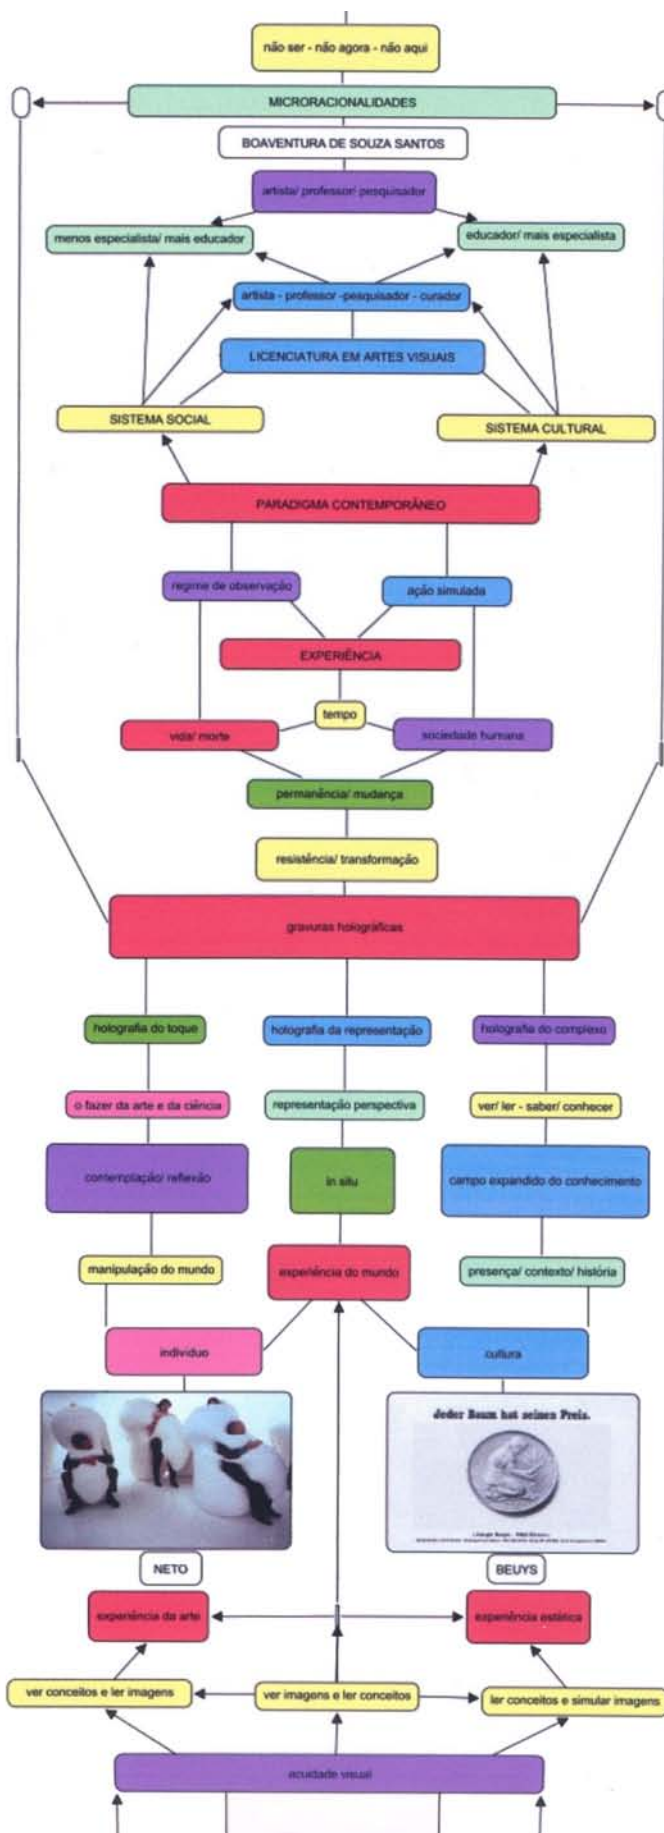 não ser - não agora - não aqui
MICRORACIONALIDADES
BOAVENTURA DE SOUZA SANTOS
artista/ professor/ pesquisador
menos especialista/ mais educador
educador/ mais especialista
artista - professor -pesquisador - curador
LICENCIATURA EM ARTES VISUAIS
SISTEMA SOCIAL
SISTEMA CULTURAL
PARADIGMA CONTEMPORÂNEO
regime de observação
ação simulada
EXPERIÊNCIA
tempo
vida/ morte
sociedade humana
permanência/ mudança
resistência/ transformação
gravuras holográficas
holografia do toque
holografia da representação
holografia do complexo
o fazer da arte e da ciência
representação perspectiva
ver/ ler - saber/ conhecer
contemplação/ reflexão
in situ
campo expandido do conhecimento
manipulação do mundo
experiência do mundo
presença/ contexto/ história
indivíduo
cultura
Jeder Baum hat seinen Preis.
NETO
BEUYS
experiência da arte
experiência estética
ver conceitos e ler imagens
ver imagens e ler conceitos
ler conceitos e simular imagens
acuidade visual